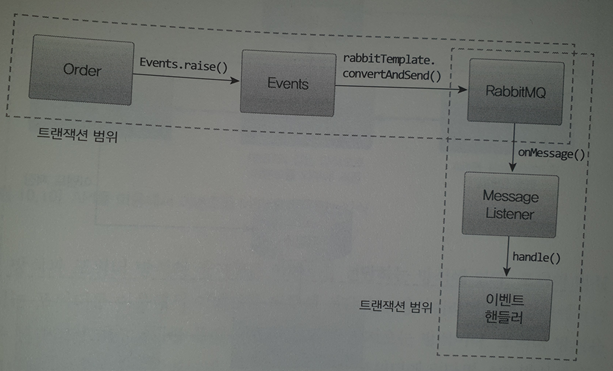 Order
Events.raise()
Events
rabbitTemplate.
convertAndSend()
RabbitMQ
트랜잭션 범위
onMessage()
Message
Listener
handle()
트랜잭션 범위
이벤트
핸들러